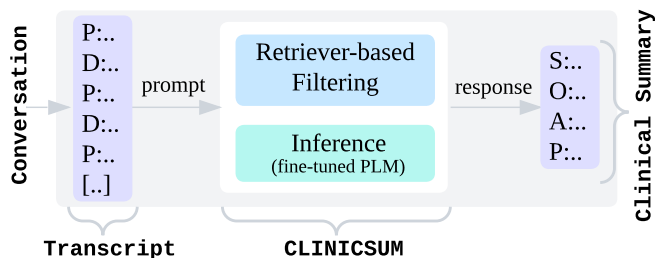 Conversation
P:..
D:..
P:..
D:..
P:..
[..]
Transcript
prompt
Retriever-based
Filtering
Inference
(fine-tuned PLM)
CLINICSUM
response
S:..
O:..
A:..
P:..
Clinical Summary